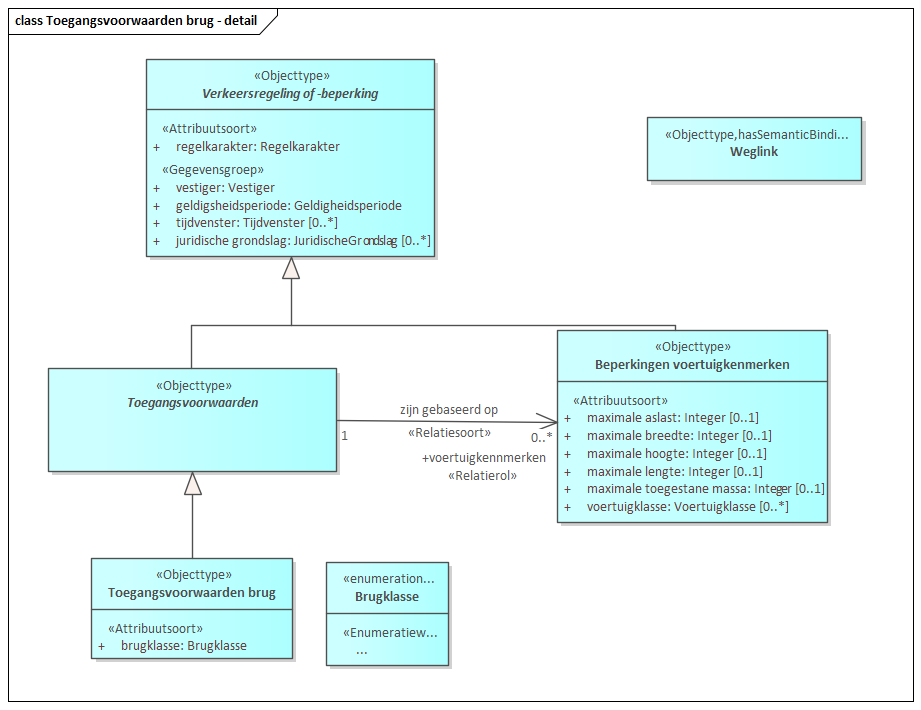 class Toegangsvoorwaarden brug - detail
«Objecttype»
Verkeersregeling of -beperking
«Attribuutsoort»
+ regelkarakter: Regelkarakter
«Gegevensgroep»
+ vestiger: Vestiger
+ geldigsheidsperiode: Geldigheidsperiode
+ tijdvenster: Tijdvenster [0..*]
+ juridische grondslag: JuridischeGrondslag [0..*]
«Objecttype,hasSemanticBindi...
Weglink
«Objecttype»
Toegangsvoorwaarden
zijn gebaseerd op
«Relatiesoort»
1
0..*
+voertuigkennmerken
«Relatierol»
«Objecttype»
Beperkingen voertuigkenmerken
«Attribuutsoort»
+ maximale aslast: Integer [0..1]
+ maximale breedte: Integer [0..1]
+ maximale hoogte: Integer [0..1]
+ maximale lengte: Integer [0..1]
+ maximale toegestane massa: Integer [0..1]
+ voertuigklasse: Voertuigklasse [0..*]
«Objecttype»
Toegangsvoorwaarden brug
«Attribuutsoort»
+ brugklasse: Brugklasse
«enumeration...
Brugklasse
«Enumeratiew...
...